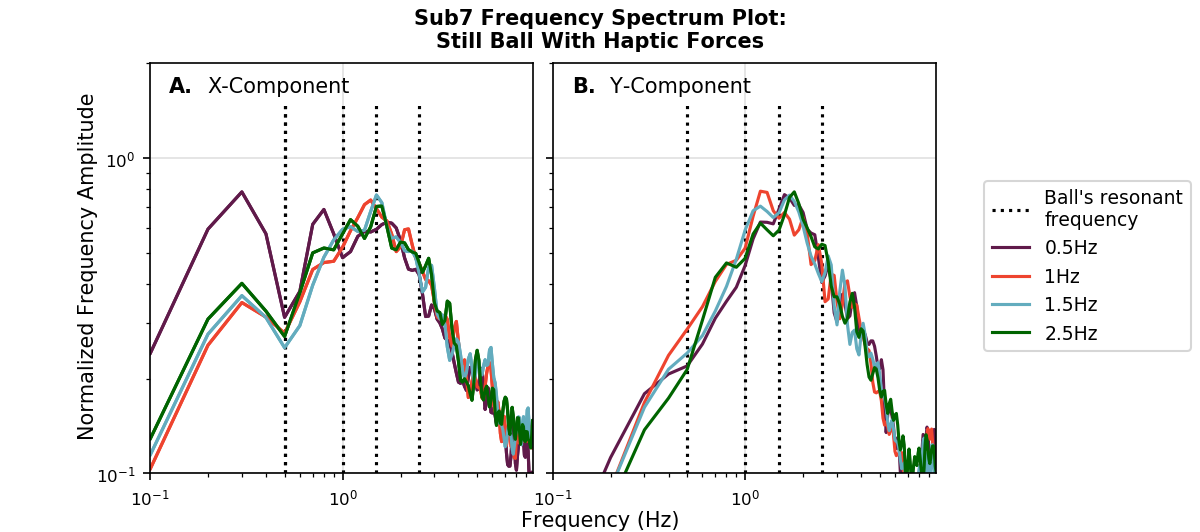 Sub7 Frequency Spectrum Plot:
Still Ball With Haptic Forces
A. X-Component
B. Y-Component
Normalized Frequency Amplitude
10⁰
10⁻¹
10⁻¹
10⁰
10⁻¹
10⁰
Frequency (Hz)
Ball's resonant
frequency
0.5Hz
1Hz
1.5Hz
2.5Hz